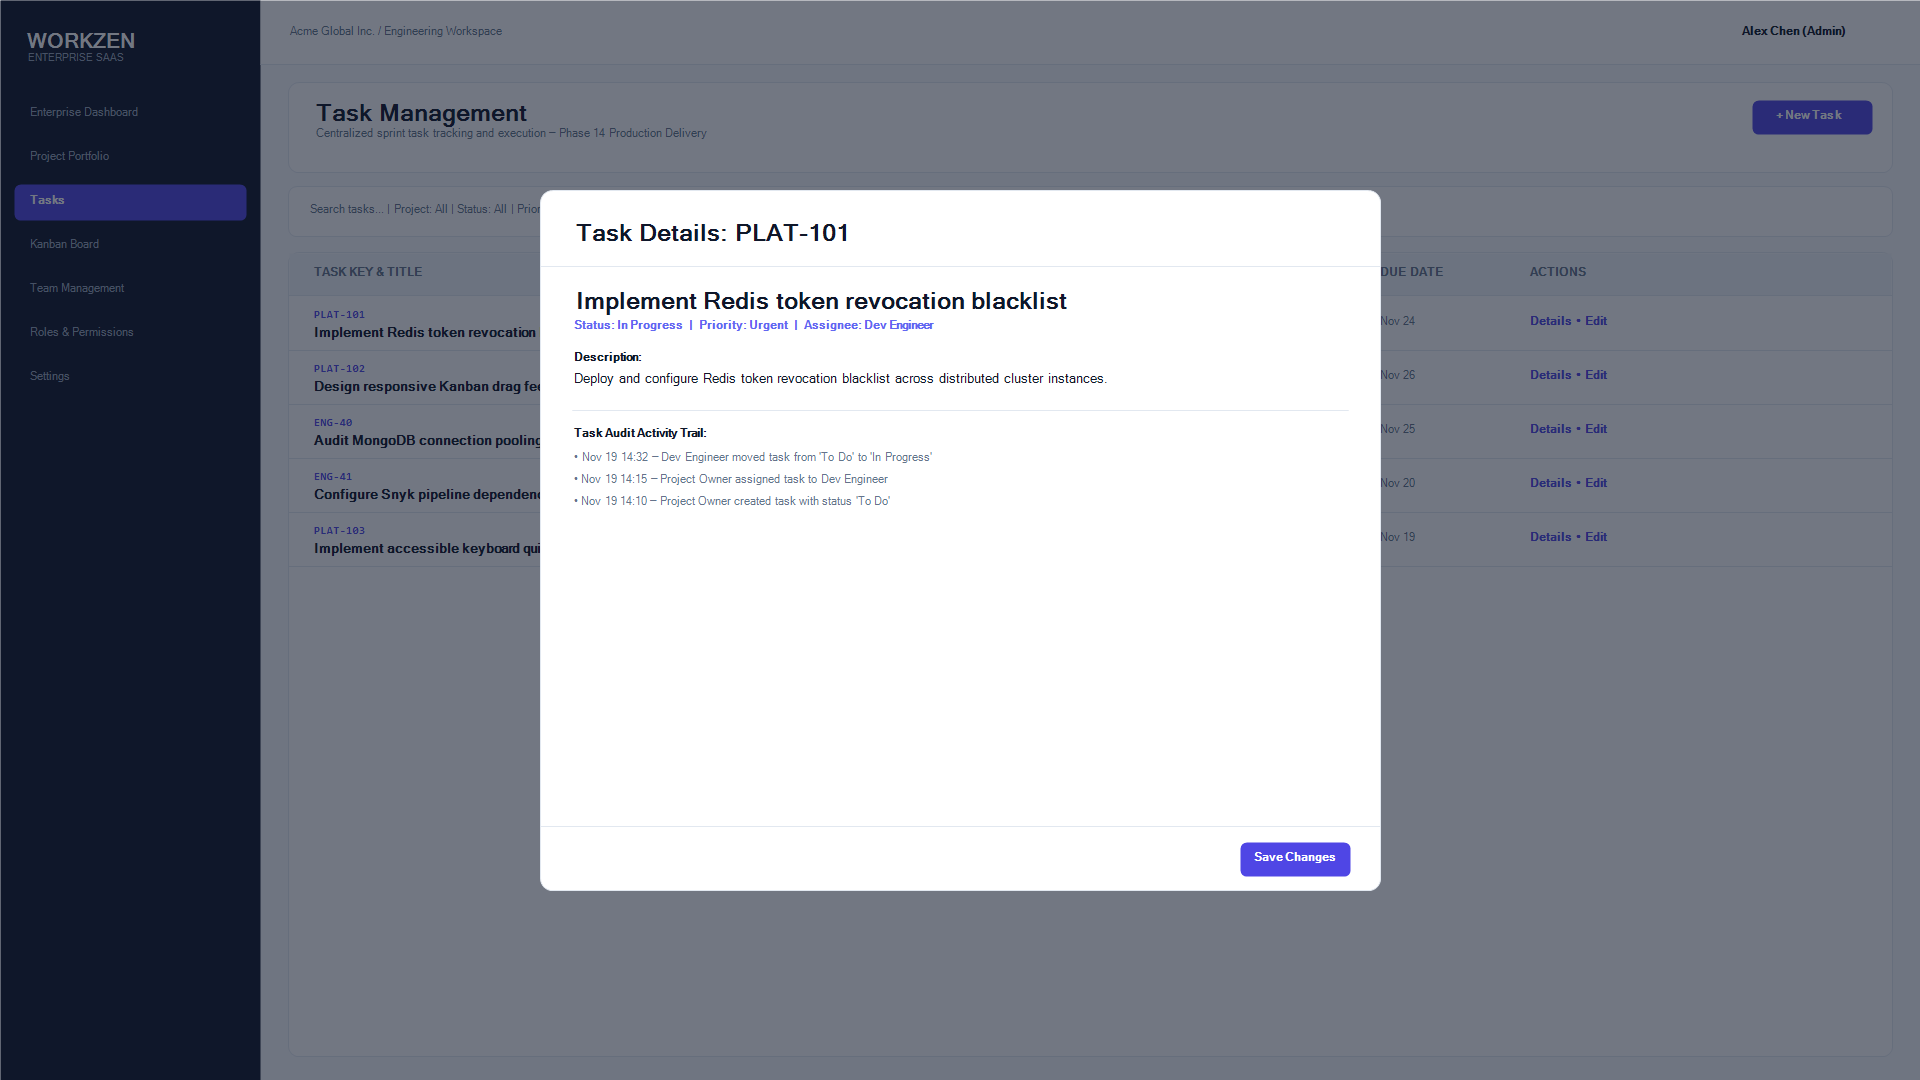 WORKZEN
ENTERPRISE SAAS
Enterprise Dashboard
Project Portfolio
Tasks
Kanban Board
Team Management
Roles & Permissions
Settings
Acme Global Inc. / Engineering Workspace
Alex Chen (Admin)
Task Management
Centralized sprint task tracking and execution – Phase 14 Production Delivery
+ New Task
Search tasks... | Project: All | Status: All |
TASK KEY & TITLE
DUE DATE
ACTIONS
PLAT-101
Implement Redis token revocation
Nov 24
Details • Edit
PLAT-102
Design responsive Kanban drag
Nov 26
Details • Edit
ENG-40
Audit MongoDB connection pooling
Nov 25
Details • Edit
ENG-41
Configure Snyk pipeline
Nov 20
Details • Edit
PLAT-103
Implement accessible keyboard
Nov 19
Details • Edit
Task Details: PLAT-101
Implement Redis token revocation blacklist
Status: In Progress | Priority: Urgent | Assignee: Dev Engineer
Description:
Deploy and configure Redis token revocation blacklist across distributed cluster instances.
Task Audit Activity Trail:
• Nov 19 14:32 – Dev Engineer moved task from 'To Do' to 'In Progress'
• Nov 19 14:15 – Project Owner assigned task to Dev Engineer
• Nov 19 14:10 – Project Owner created task with status 'To Do'
Save Changes